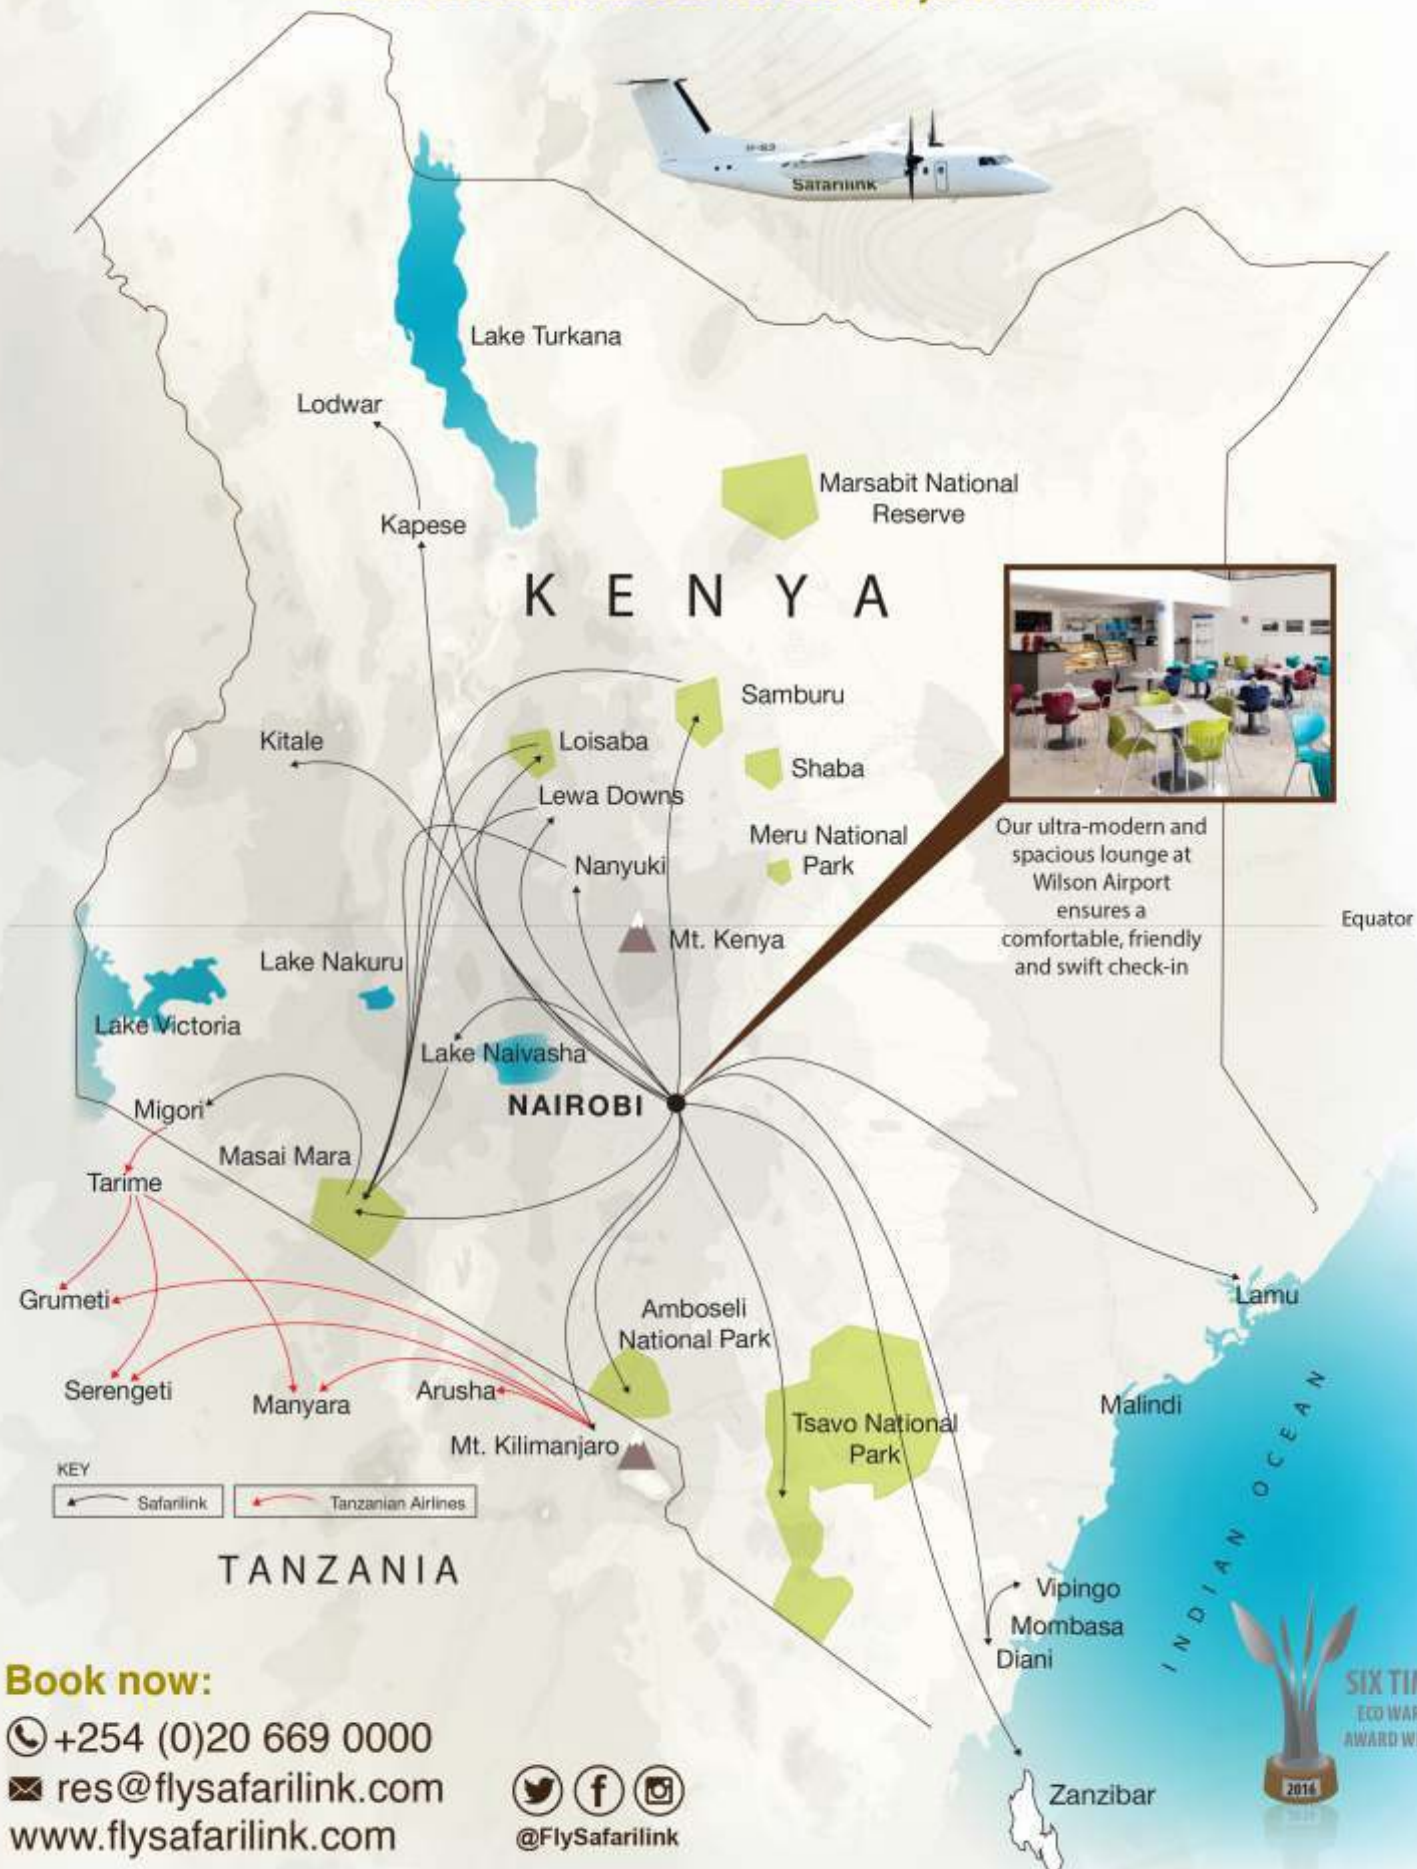 Safarilink
Lake Turkana
Lodwar
Marsabit National
Reserve
Kapese
KENYA
Samburu
Kitale
Loisaba
Shaba
Lewa Downs
Meru National
Park
Nanyuki
Our ultra-modern and
spacious lounge at
Wilson Airport
ensures a
comfortable, friendly
and swift check-in
Equator
Mt. Kenya
Lake Nakuru
Lake Victoria
Lake Naivasha
NAIROBI
Migori
Masai Mara
Tarime
Grumeti
Amboseli
National Park
Lamu
Serengeti
Manyara
Arusha
Malindi
Tsavo National
Park
Mt. Kilimanjaro
INDIAN OCEAN
KEY
Safarilink
Tanzanian Airlines
TANZANIA
Vipingo
Mombasa
Diani
Book now:
+254 (0)20 669 0000
res@flysafarilink.com
www.flysafarilink.com
@FlySafarilink
Zanzibar
SIX
ECO
AWARD
2016